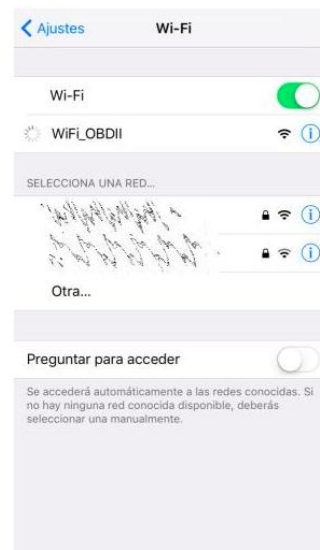 Ajustes
Wi-Fi
Wi-Fi
WiFi_OBDII
SELECCIONA UNA RED...
Otra...
Preguntar para acceder
Se accederá automáticamente a las redes conocidas. Si
no hay ninguna red conocida disponible, deberás
seleccionar una manualmente.